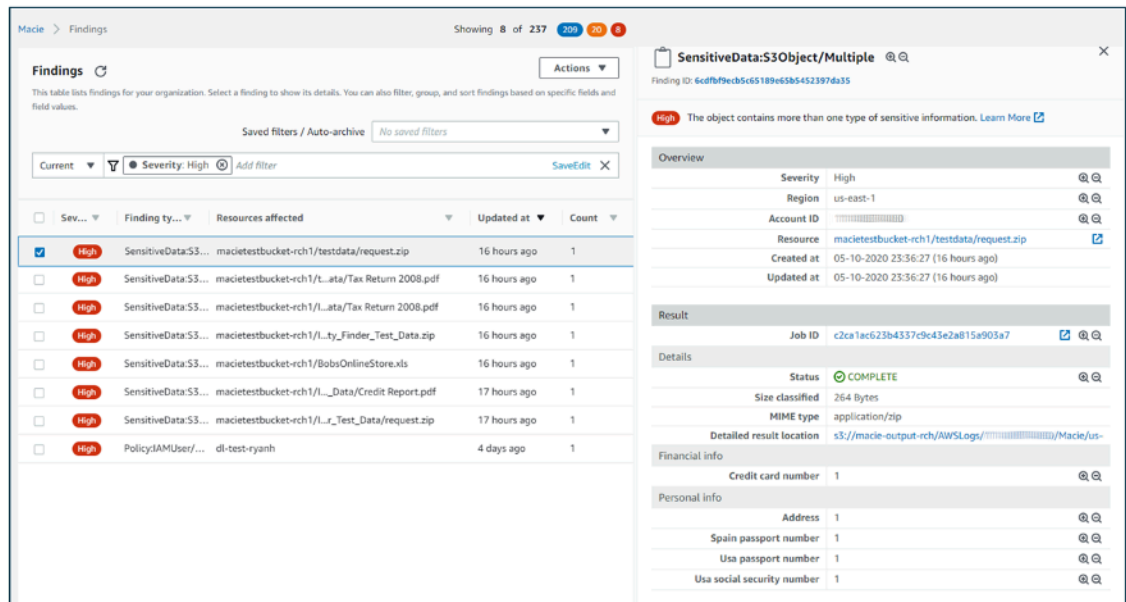 Macie > Findings
Showing 8 of 237 209 20 8
Findings
Actions
This table lists findings for your organization. Select a finding to show its details. You can also filter, group, and sort findings based on specific fields and
field values.
Saved filters / Auto-archive No saved filters
Current Severity: High Add filter SaveEdit
Sev... Finding ty... Resources affected Updated at Count
High SensitiveData:S3... macietestbucket-rch1/testdata/request.zip 16 hours ago 1
High SensitiveData:S3... macietestbucket-rch1/t...ata/Tax Return 2008.pdf 16 hours ago 1
High SensitiveData:S3... macietestbucket-rch1/l...ata/Tax Return 2008.pdf 16 hours ago 1
High SensitiveData:S3... macietestbucket-rch1/l...ty_Finder_Test_Data.zip 16 hours ago 1
High SensitiveData:S3... macietestbucket-rch1/BobsOnlineStore.xls 16 hours ago 1
High SensitiveData:S3... macietestbucket-rch1/l..._Data/Credit Report.pdf 17 hours ago 1
High SensitiveData:S3... macietestbucket-rch1/l...r_Test_Data/request.zip 17 hours ago 1
High Policy:IAMUser/... dl-test-ryanh 4 days ago 1
SensitiveData:S3Object/Multiple
Finding ID: 6cdfbf9ecb5c65189e65b5452397da35
High The object contains more than one type of sensitive information. Learn More
Overview
Severity High
Region us-east-1
Account ID
Resource macietestbucket-rch1/testdata/request.zip
Created at 05-10-2020 23:36:27 (16 hours ago)
Updated at 05-10-2020 23:36:27 (16 hours ago)
Result
Job ID c2ca1ac623b4337c9c43e2a815a903a7
Details
Status COMPLETE
Size classified 264 Bytes
MIME type application/zip
Detailed result location s3://macie-output-rch/AWSLogs/ /Macie/us-
Financial info
Credit card number 1
Personal info
Address 1
Spain passport number 1
Usa passport number 1
Usa social security number 1